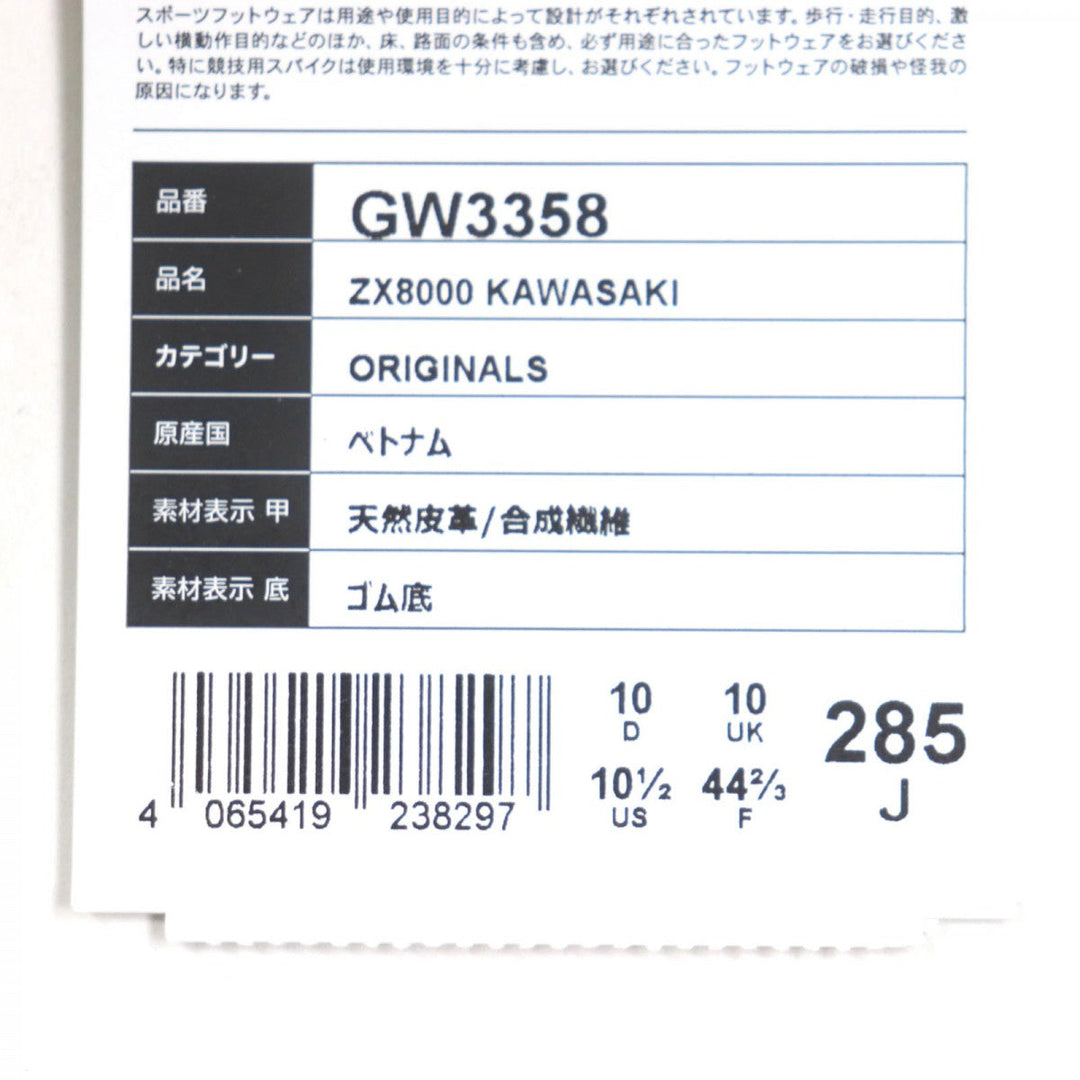 スポーツフットウェアは用途や使用目的によって設計がそれぞれされています。歩行・走行目的、激
しい横動作目的などのほか、床、路面の条件も含め、必ず用途に合ったフットウェアをお選びくださ
い。特に競技用スパイクは使用環境を十分に考慮し、お選びください。フットウェアの破損や怪我の
原因になります。
品番 GW3358
品名 ZX8000 KAWASAKI
カテゴリー ORIGINALS
原産国 ベトナム
素材表示 甲 天然皮革/合成繊維
素材表示 底 ゴム底
10 10 285
D UK J
10½ 44⅔
US F
4 065419 238297